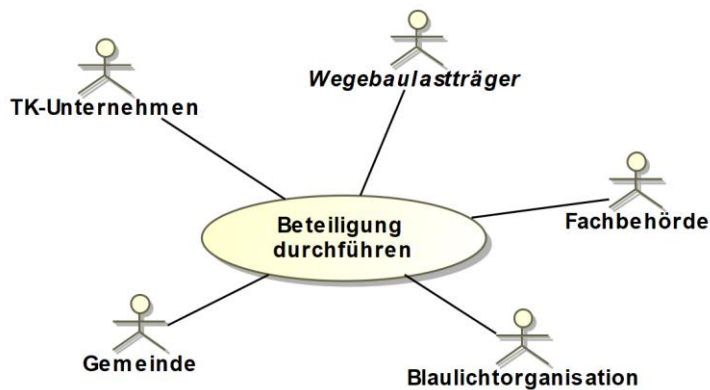 Wegebaulastträger
TK-Unternehmen
Fachbehörde
Beteiligung
durchführen
Gemeinde
Blaulichtorganisation